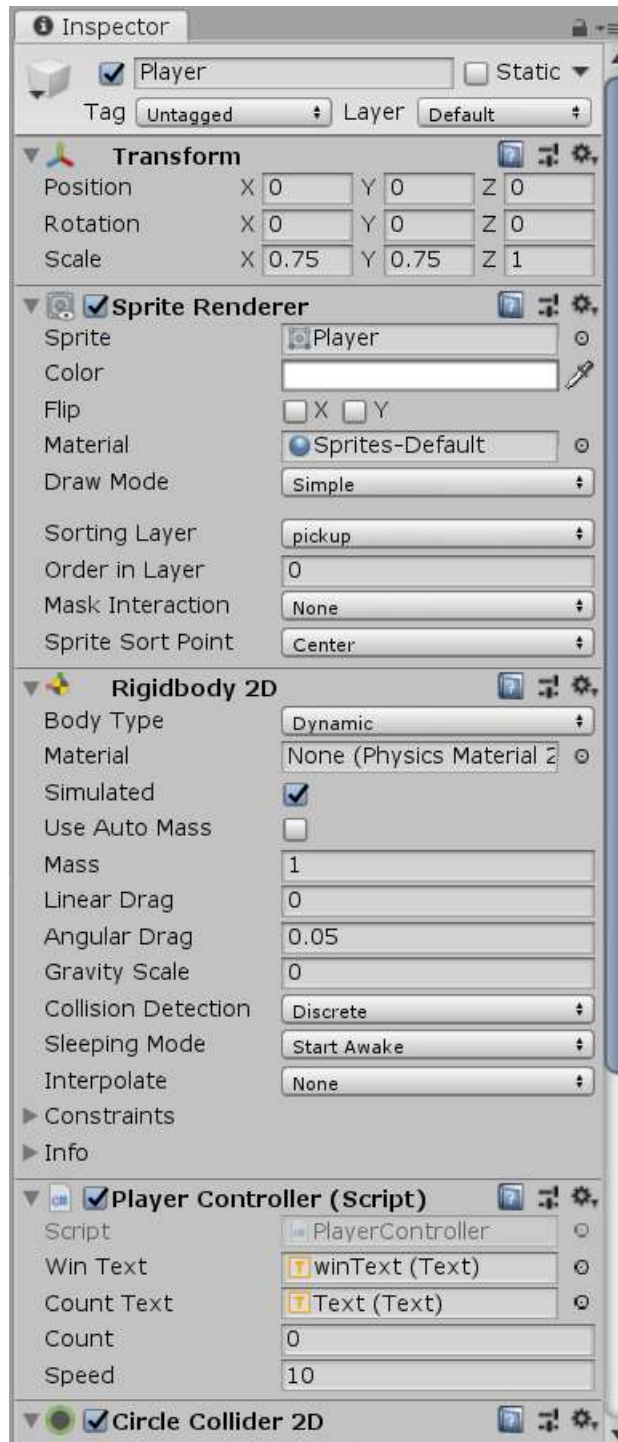 Inspector
Player Static
Tag Untagged Layer Default
Transform
Position X 0 Y 0 Z 0
Rotation X 0 Y 0 Z 0
Scale X 0.75 Y 0.75 Z 1
Sprite Renderer
Sprite Player
Color
Flip X Y
Material Sprites-Default
Draw Mode Simple
Sorting Layer pickup
Order in Layer 0
Mask Interaction None
Sprite Sort Point Center
Rigidbody 2D
Body Type Dynamic
Material None (Physics Material 2
Simulated
Use Auto Mass
Mass 1
Linear Drag 0
Angular Drag 0.05
Gravity Scale 0
Collision Detection Discrete
Sleeping Mode Start Awake
Interpolate None
Constraints
Info
Player Controller (Script)
Script PlayerController
Win Text winText (Text)
Count Text Text (Text)
Count 0
Speed 10
Circle Collider 2D